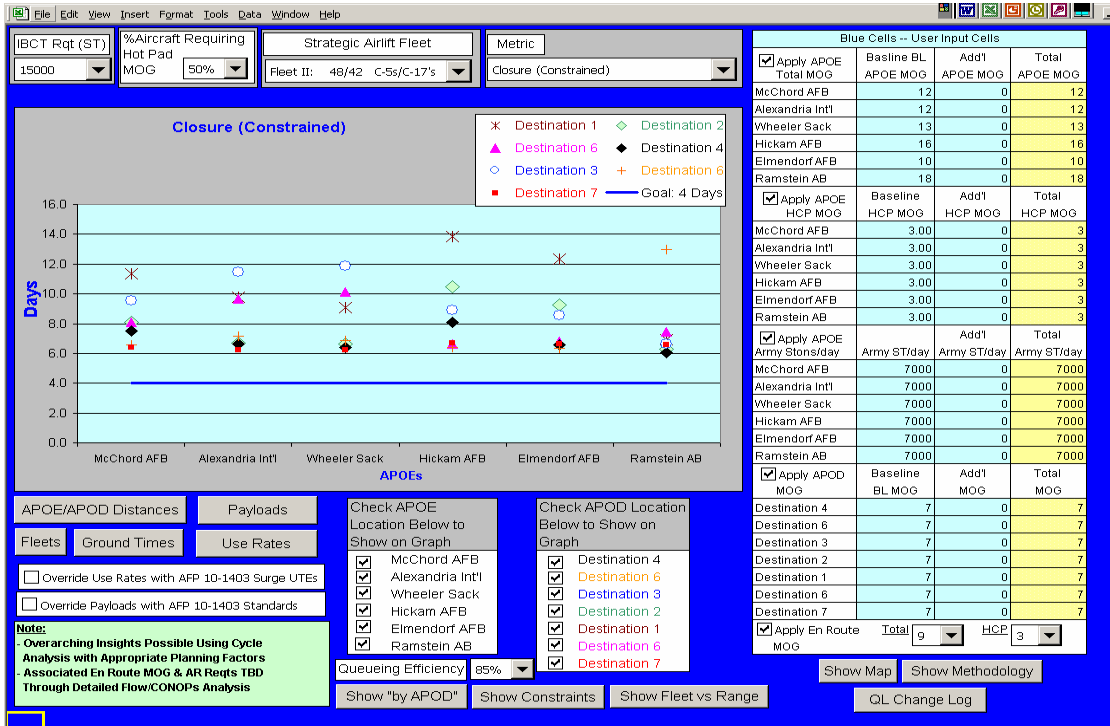 File Edit View Insert Format Tools Data Window Help
IBCT Rqt (ST)
15000
%Aircraft Requiring
Hot Pad
MOG 50%
Strategic Airlift Fleet
Fleet II: 48/42 C-5s/C-17's
Metric
Closure (Constrained)
Closure (Constrained)
Destination 1 Destination 2
Destination 6 Destination 4
Destination 3 Destination 6
Destination 7 Goal: 4 Days
16.0
14.0
12.0
10.0
8.0
6.0
4.0
2.0
0.0
Days
McChord AFB Alexandria Int'l Wheeler Sack Hickam AFB Elmendorf AFB Ramstein AB
APOEs
APOE/APOD Distances Payloads
Fleets Ground Times Use Rates
Override Use Rates with AFP 10-1403 Surge UTEs
Override Payloads with AFP 10-1403 Standards
Note:
- Overarching Insights Possible Using Cycle
Analysis with Appropriate Planning Factors
- Associated En Route MOG & AR Reqts TBD
Through Detailed Flow/CONOPs Analysis
Check APOE
Location Below to
Show on Graph
McChord AFB
Alexandria Int'l
Wheeler Sack
Hickam AFB
Elmendorf AFB
Ramstein AB
Queueing Efficiency 85%
Check APOD Location
Below to Show on
Graph
Destination 4
Destination 6
Destination 3
Destination 2
Destination 1
Destination 6
Destination 7
Show "by APOD" Show Constraints Show Fleet vs Range
Blue Cells -- User Input Cells
Apply APOE Basline BL Add'l Total
Total MOG APOE MOG APOE MOG APOE MOG
McChord AFB 12 0 12
Alexandria Int'l 12 0 12
Wheeler Sack 13 0 13
Hickam AFB 16 0 16
Elmendorf AFB 10 0 10
Ramstein AB 18 0 18
Apply APOE Baseline Add'l Total
HCP MOG HCP MOG HCP MOG HCP MOG
McChord AFB 3.00 0 3
Alexandria Int'l 3.00 0 3
Wheeler Sack 3.00 0 3
Hickam AFB 3.00 0 3
Elmendorf AFB 3.00 0 3
Ramstein AB 3.00 0 3
Apply APOE Add'l Total
Army Stons/day Army ST/day Army ST/day Army ST/day
McChord AFB 7000 0 7000
Alexandria Int'l 7000 0 7000
Wheeler Sack 7000 0 7000
Hickam AFB 7000 0 7000
Elmendorf AFB 7000 0 7000
Ramstein AB 7000 0 7000
Apply APOD Baseline Add'l Total
MOG BL MOG MOG MOG
Destination 4 7 0 7
Destination 6 7 0 7
Destination 3 7 0 7
Destination 2 7 0 7
Destination 1 7 0 7
Destination 6 7 0 7
Destination 7 7 0 7
Apply En Route Total 9 HCP 3
MOG
Show Map Show Methodology
QL Change Log